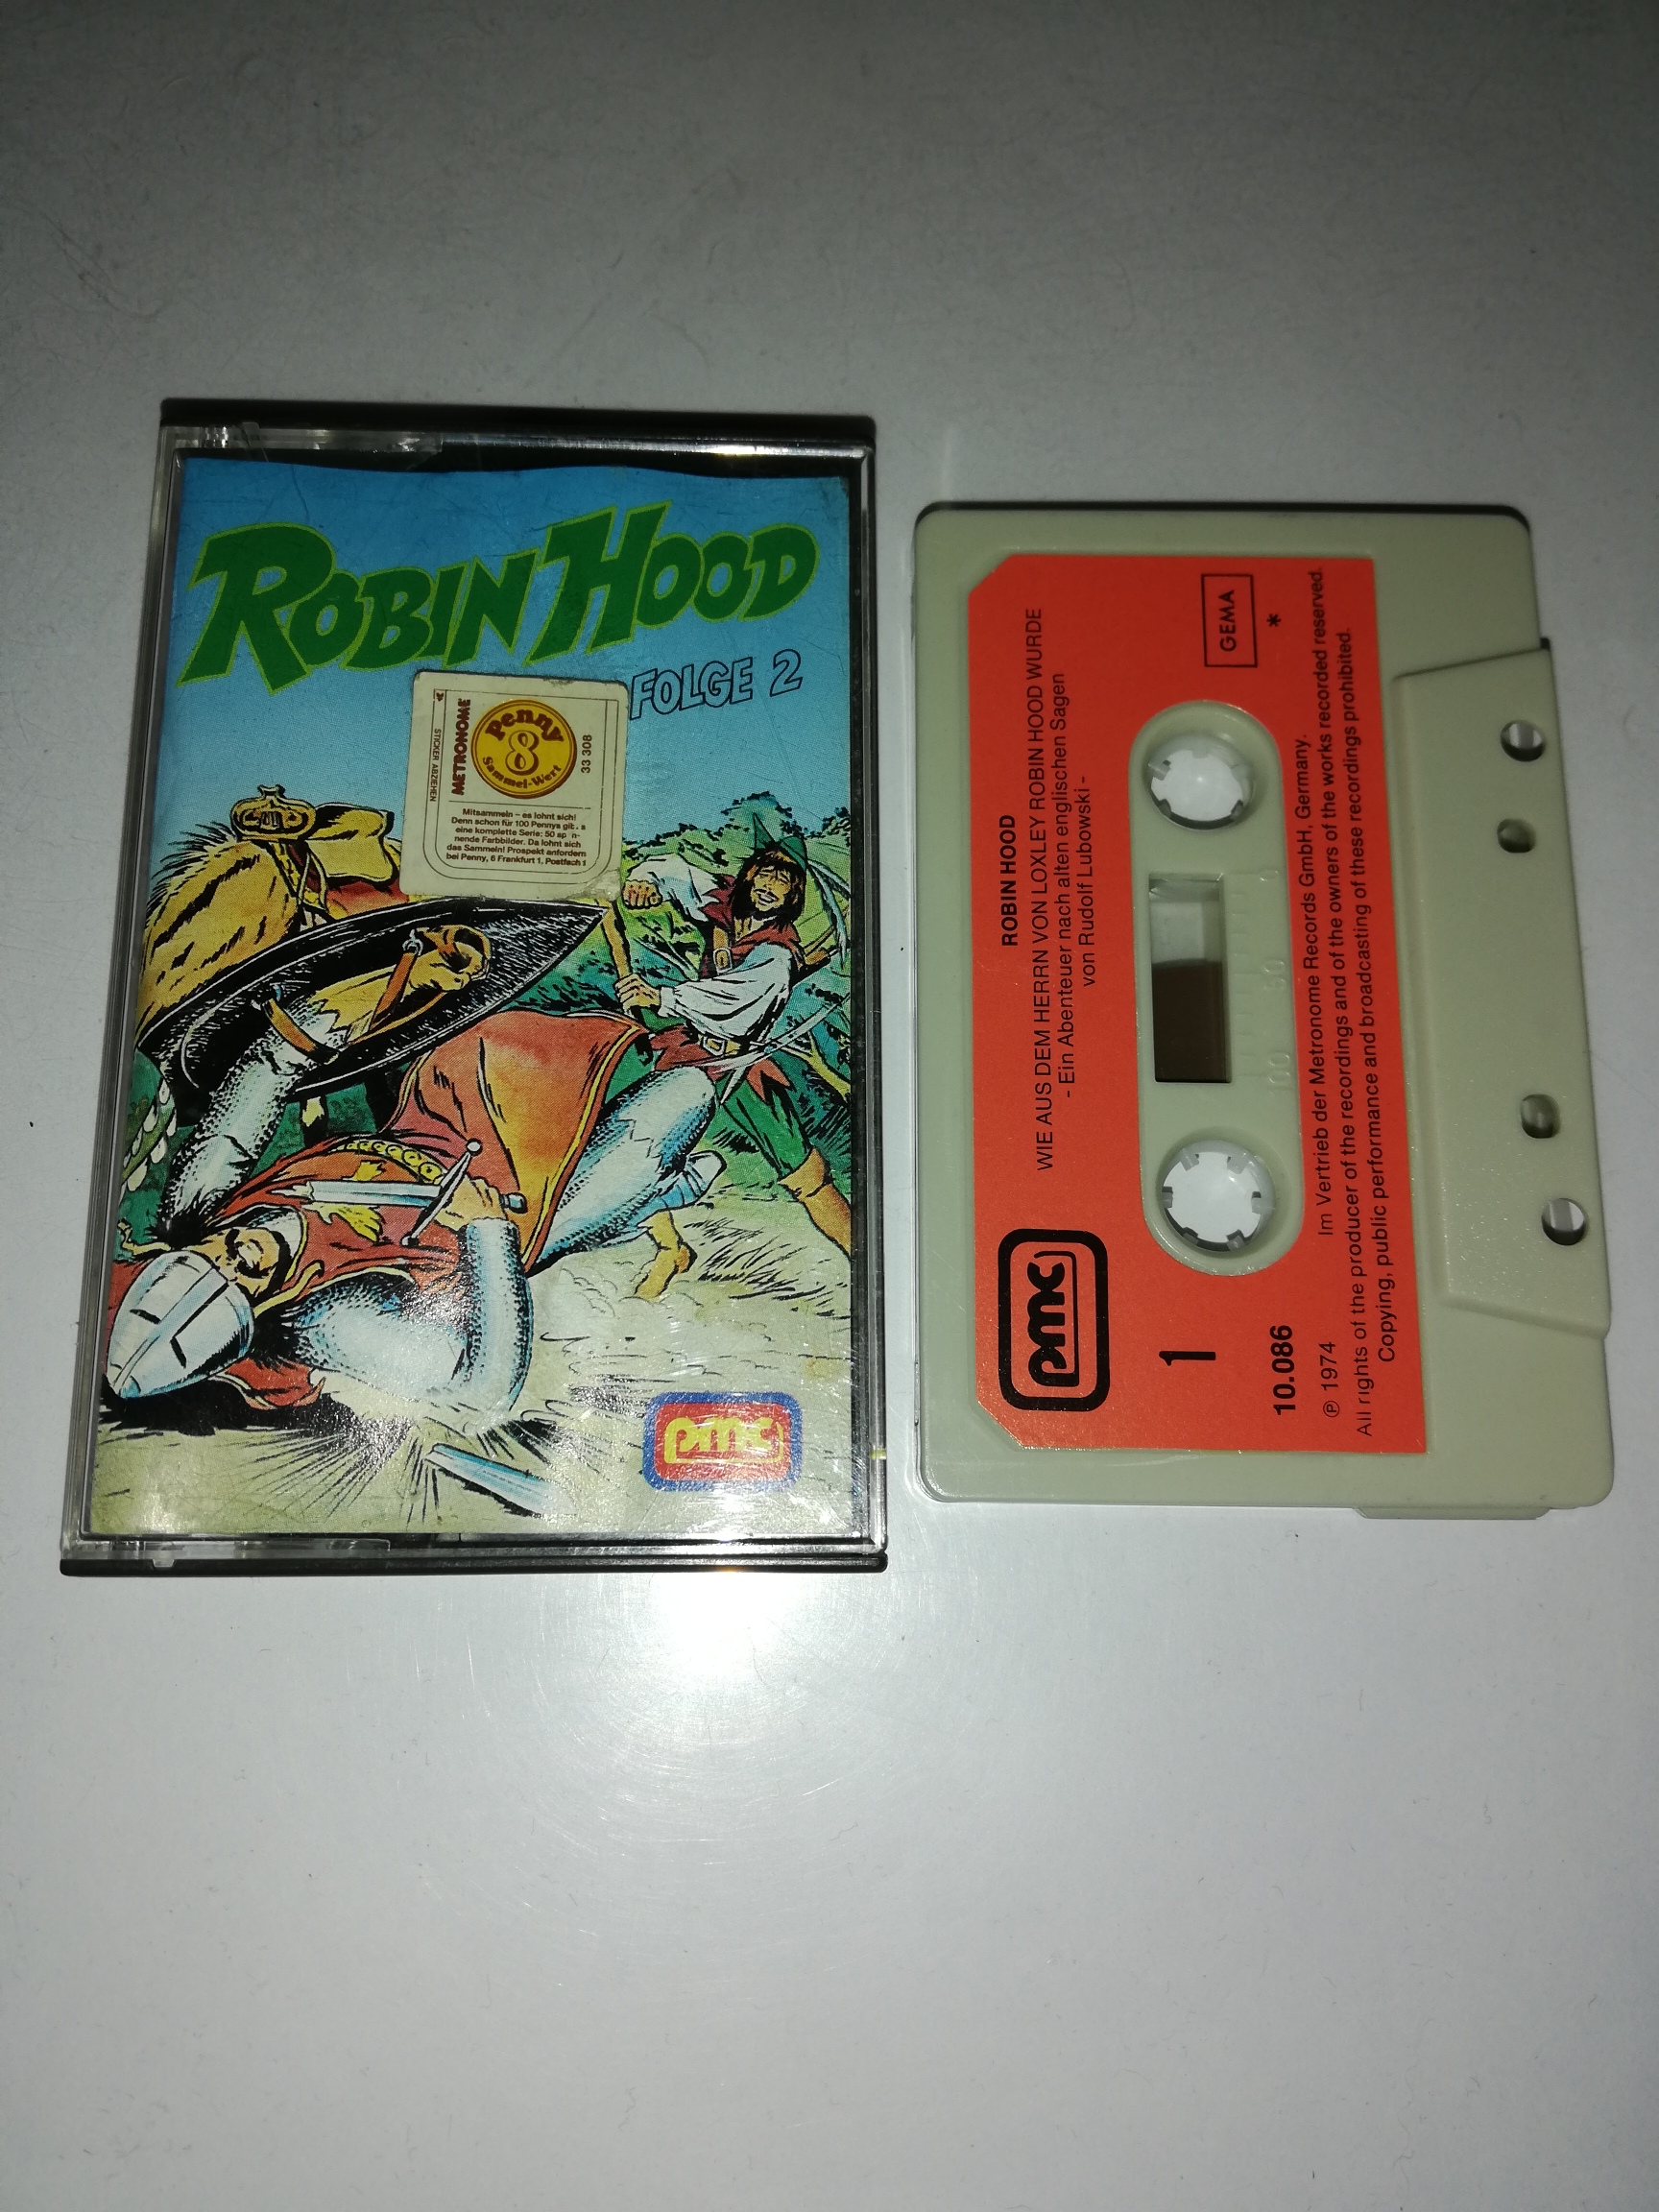 ROBIN HOOD
FOLGE 2
STICKER ABZIEHEN
METRONOME
Penny
8
Sammel-Wert
33 308
Mitsammeln – es lohnt sich!
Denn schon für 100 Pennys
eine komplette Serie: 50
nende Farbbilder. Da lohnt sich
das Sammeln! Prospekt anfordern
bei Penny, 6 Frankfurt 1, Postfach 1
pmc
ROBIN HOOD
WIE AUS DEM HERRN VON LOXLEY ROBIN HOOD WURDE
- Ein Abenteuer nach alten englischen Sagen
von Rudolf Lubowski -
pmc
1
GEMA
*
10.086
100 50 0
Im Vertrieb der Metronome Records GmbH, Germany.
℗ 1974
All rights of the producer of the recordings and of the owners of the works recorded reserved.
Copying, public performance and broadcasting of these recordings prohibited.